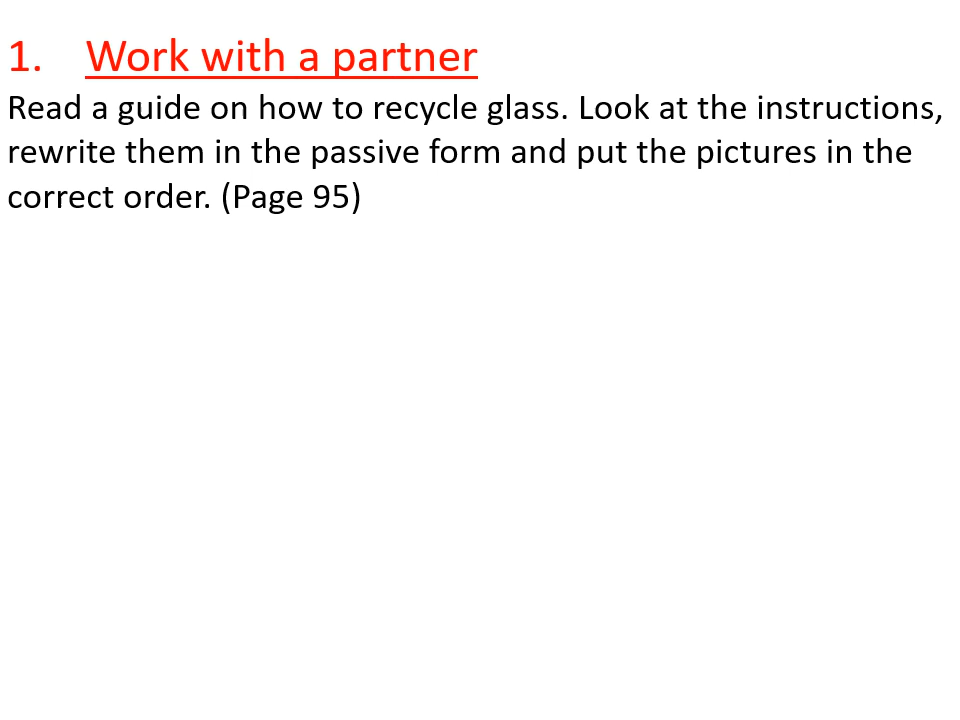 1. Work with a partner
Read a guide on how to recycle glass. Look at the instructions,
rewrite them in the passive form and put the pictures in the
correct order. (Page 95)